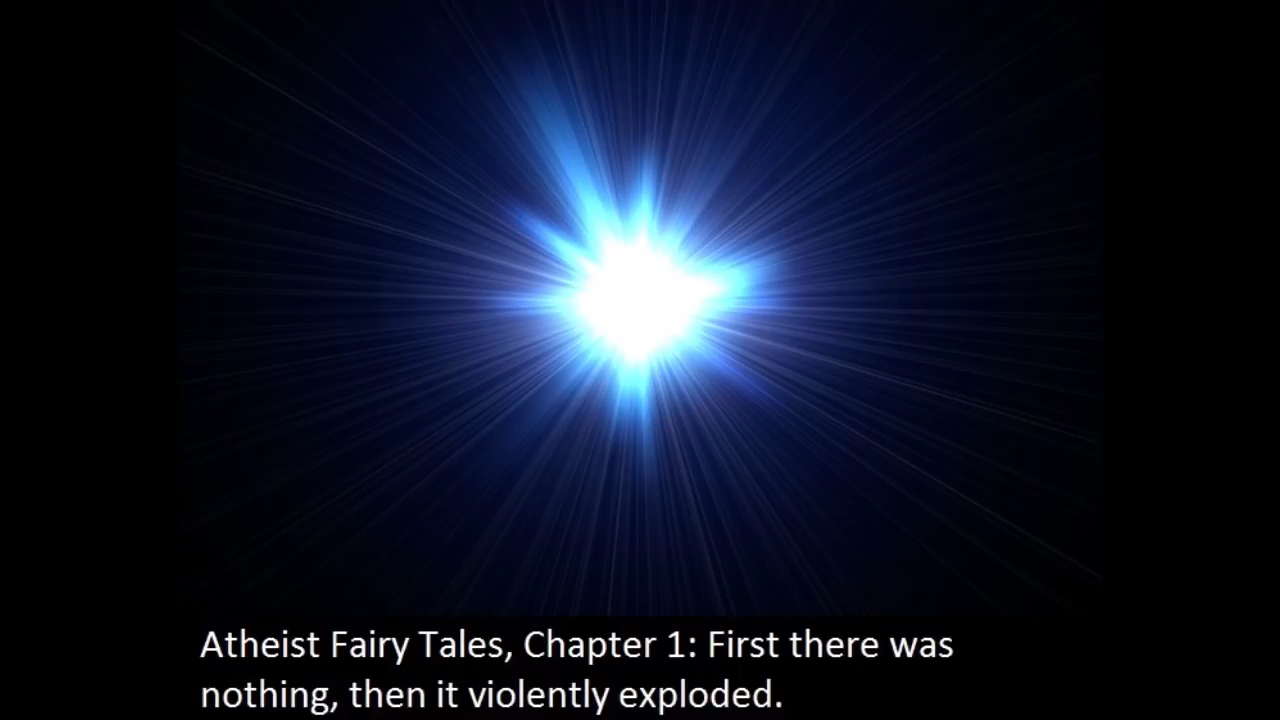 Atheist Fairy Tales, Chapter 1: First there was
nothing, then it violently exploded.